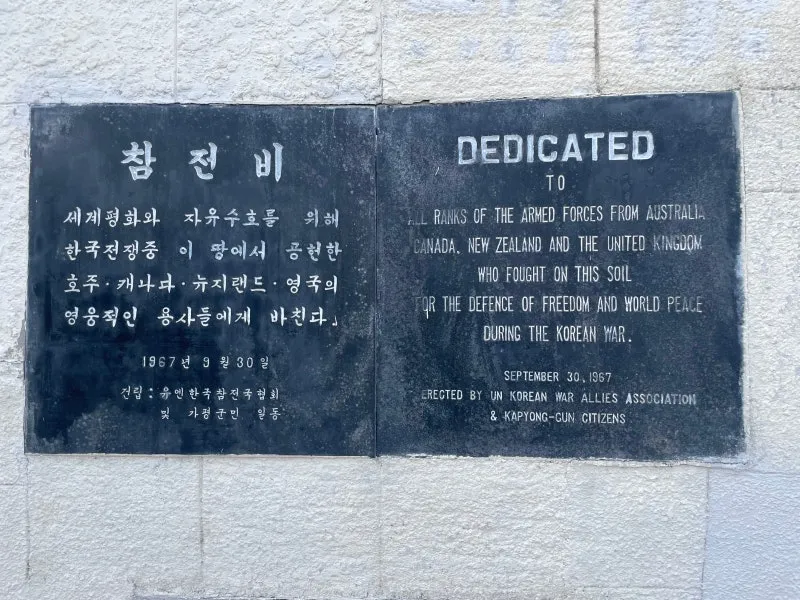 참전비
세계평화와 자유수호를 위해
한국전쟁중 이 땅에서 공헌한
호주·캐나다·뉴지랜드·영국의
영웅적인 용사들에게 바친다」
1967년 9월 30일
건립: 유엔한국참전국협회
및 가평군민 일동
DEDICATED
TO
ALL RANKS OF THE ARMED FORCES FROM AUSTRALIA
CANADA, NEW ZEALAND AND THE UNITED KINGDOM
WHO FOUGHT ON THIS SOIL
FOR THE DEFENCE OF FREEDOM AND WORLD PEACE
DURING THE KOREAN WAR.
SEPTEMBER 30, 1967
ERECTED BY UN KOREAN WAR ALLIES ASSOCIATION
& KAPYONG-GUN CITIZENS